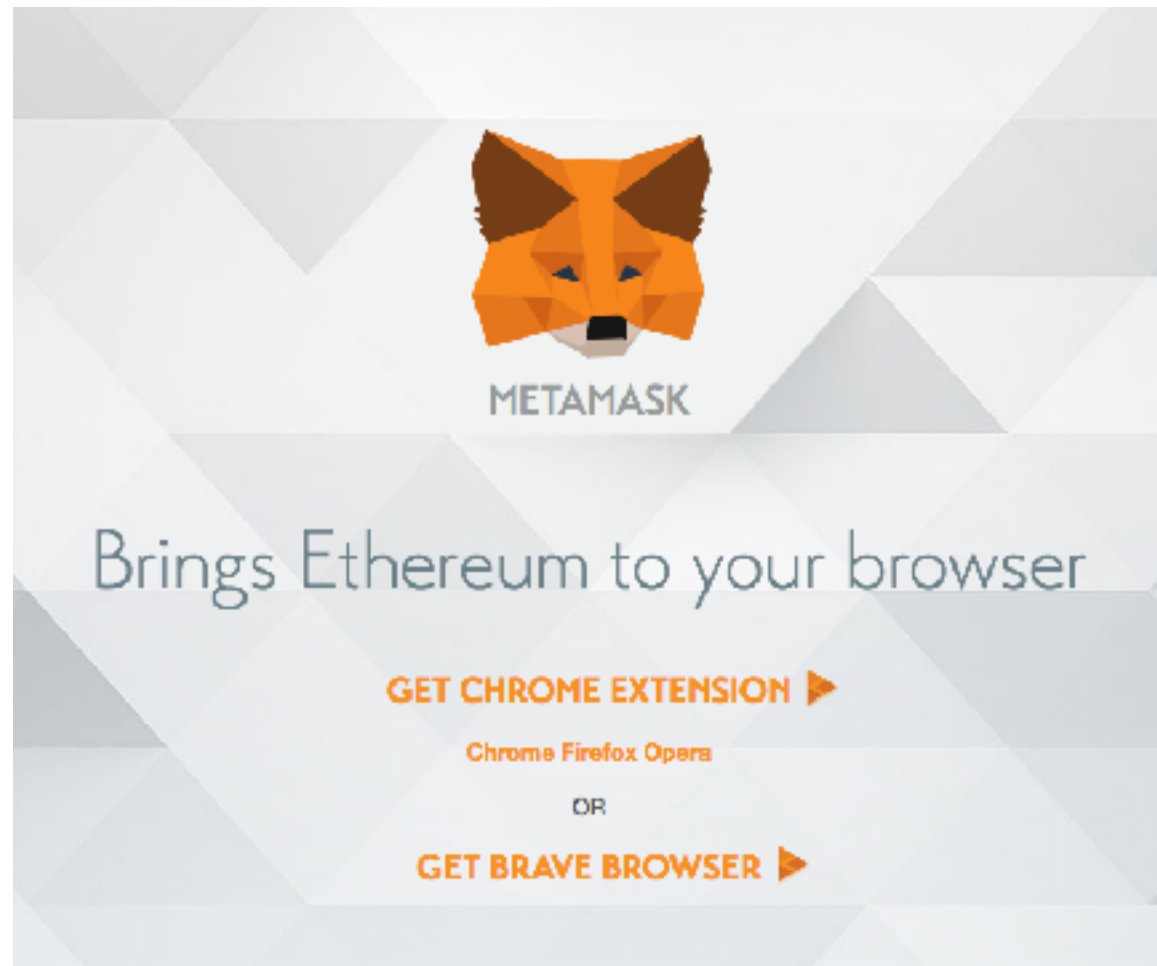 METAMASK
Brings Ethereum to your browser
GET CHROME EXTENSION
Chrome Firefox Opera
OR
GET BRAVE BROWSER